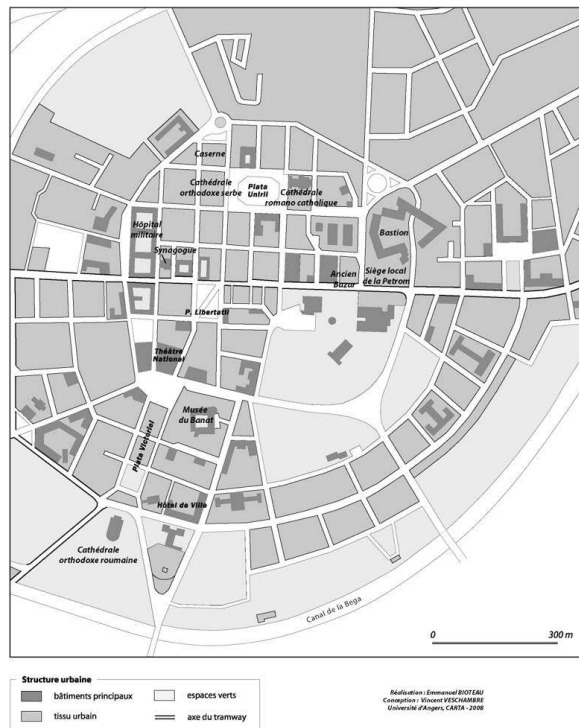 Caserne
Cathédrale
orthodoxe serbe
Piata
Unirii
Cathédrale
romano catholique
Hôpital
militaire
Bastion
Synagogue
Ancien
Bazar
Siège local
de la Petrom
P. Libertatii
Théâtre
National
Musée
du Banat
Piata Victoriei
Hôtel de Ville
Cathédrale
orthodoxe roumaine
Canal de la Bega
0 300 m
Structure urbaine
bâtiments principaux
espaces verts
tissu urbain
axe du tramway
Réalisation : Emmanuel BIOTEAU
Conception : Vincent VESCHAMBRE
Université d'Angers, CARTA - 2006